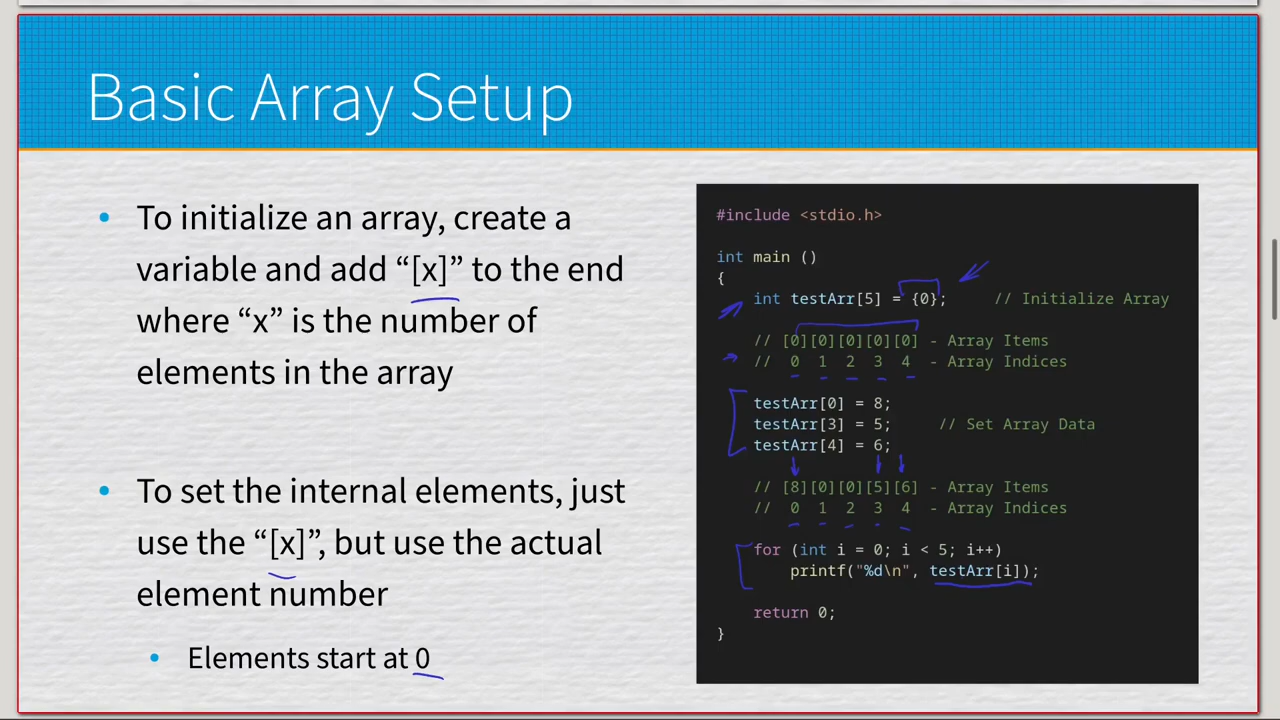 Basic Array Setup
• To initialize an array, create a
variable and add “[x]” to the end
where “x” is the number of
elements in the array
• To set the internal elements, just
use the “[x]”, but use the actual
element number
• Elements start at 0
#include <stdio.h>
int main ()
{
int testArr[5] = {0}; // Initialize Array
// [0][0][0][0][0] - Array Items
// 0 1 2 3 4 - Array Indices
testArr[0] = 8;
testArr[3] = 5; // Set Array Data
testArr[4] = 6;
// [8][0][0][5][6] - Array Items
// 0 1 2 3 4 - Array Indices
for (int i = 0; i < 5; i++)
printf("%d\n", testArr[i]);
return 0;
}